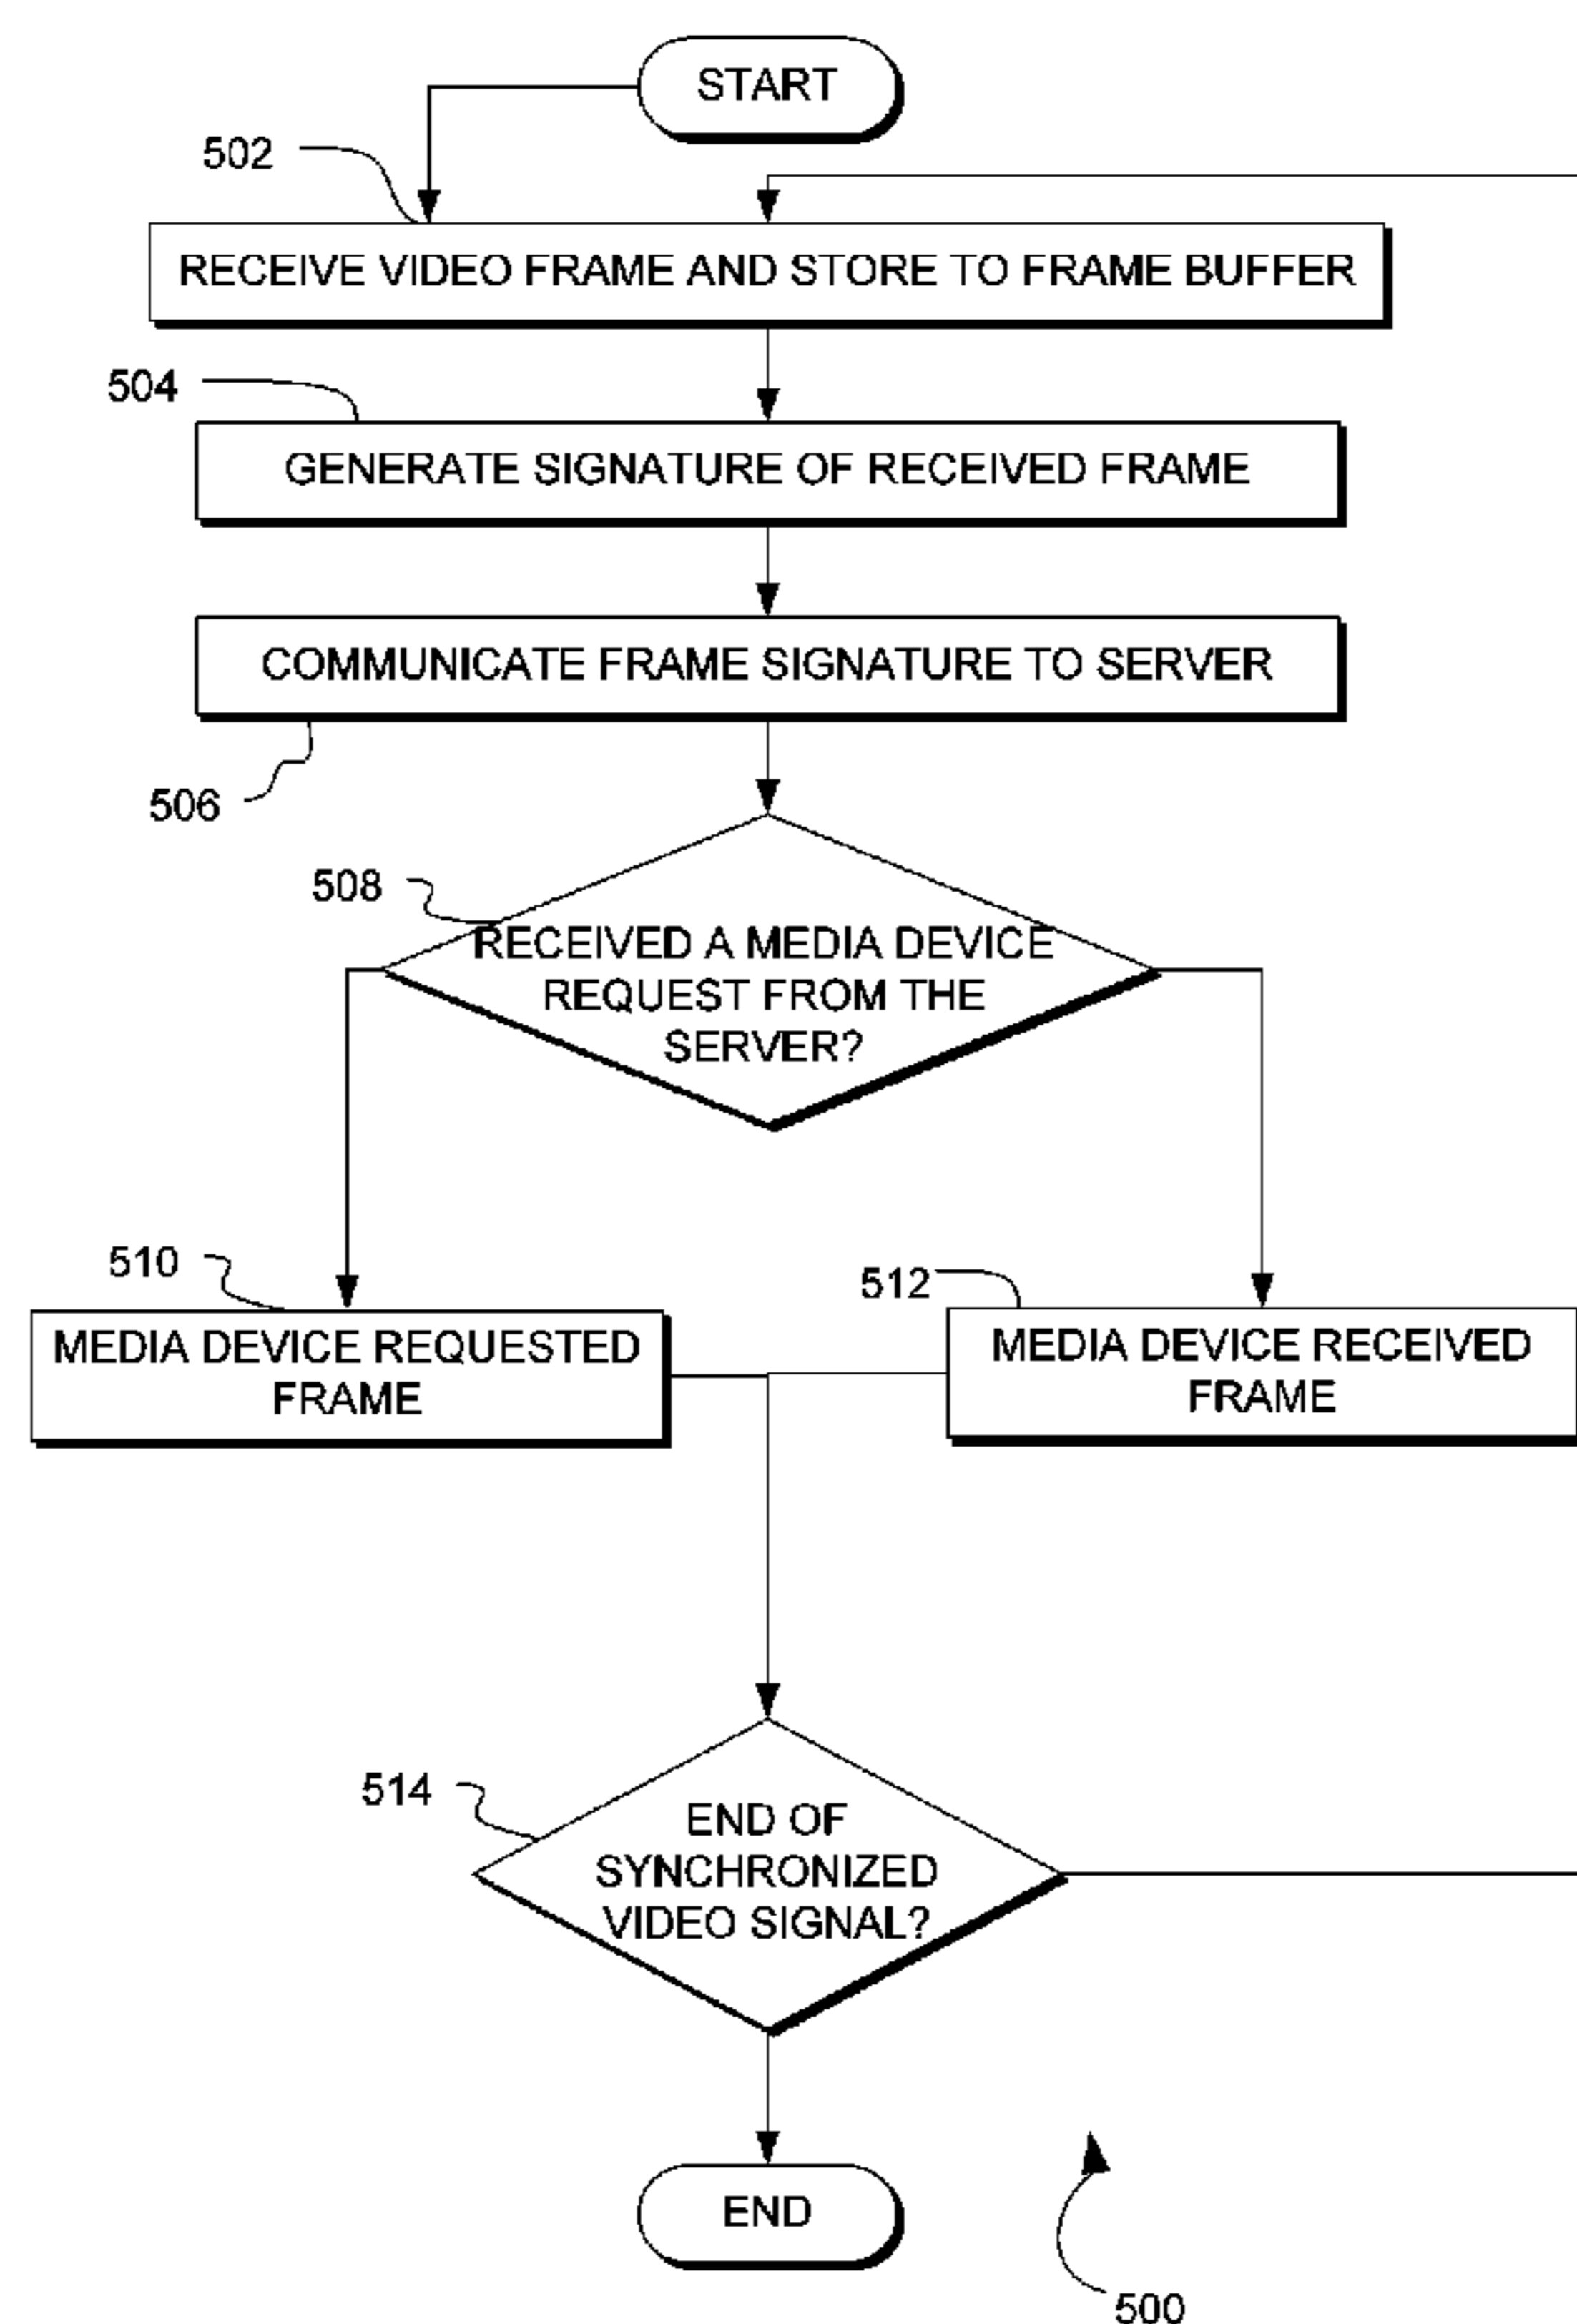 START
502
RECEIVE VIDEO FRAME AND STORE TO FRAME BUFFER
504
GENERATE SIGNATURE OF RECEIVED FRAME
COMMUNICATE FRAME SIGNATURE TO SERVER
506
508
RECEIVED A MEDIA DEVICE
REQUEST FROM THE
SERVER?
510
MEDIA DEVICE REQUESTED
FRAME
512
MEDIA DEVICE RECEIVED
FRAME
514
END OF
SYNCHRONIZED
VIDEO SIGNAL?
END
500